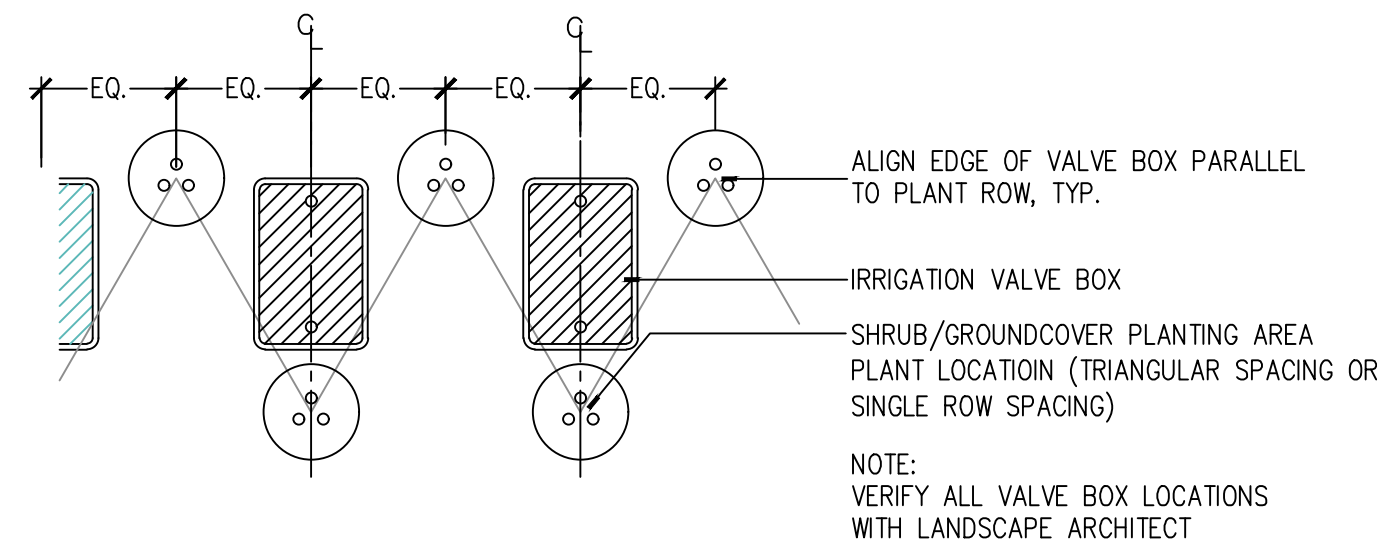 C
L
C
L
EQ. EQ. EQ. EQ. EQ.
ALIGN EDGE OF VALVE BOX PARALLEL
TO PLANT ROW, TYP.
IRRIGATION VALVE BOX
SHRUB/GROUNDCOVER PLANTING AREA
PLANT LOCATIOIN (TRIANGULAR SPACING OR
SINGLE ROW SPACING)
NOTE:
VERIFY ALL VALVE BOX LOCATIONS
WITH LANDSCAPE ARCHITECT